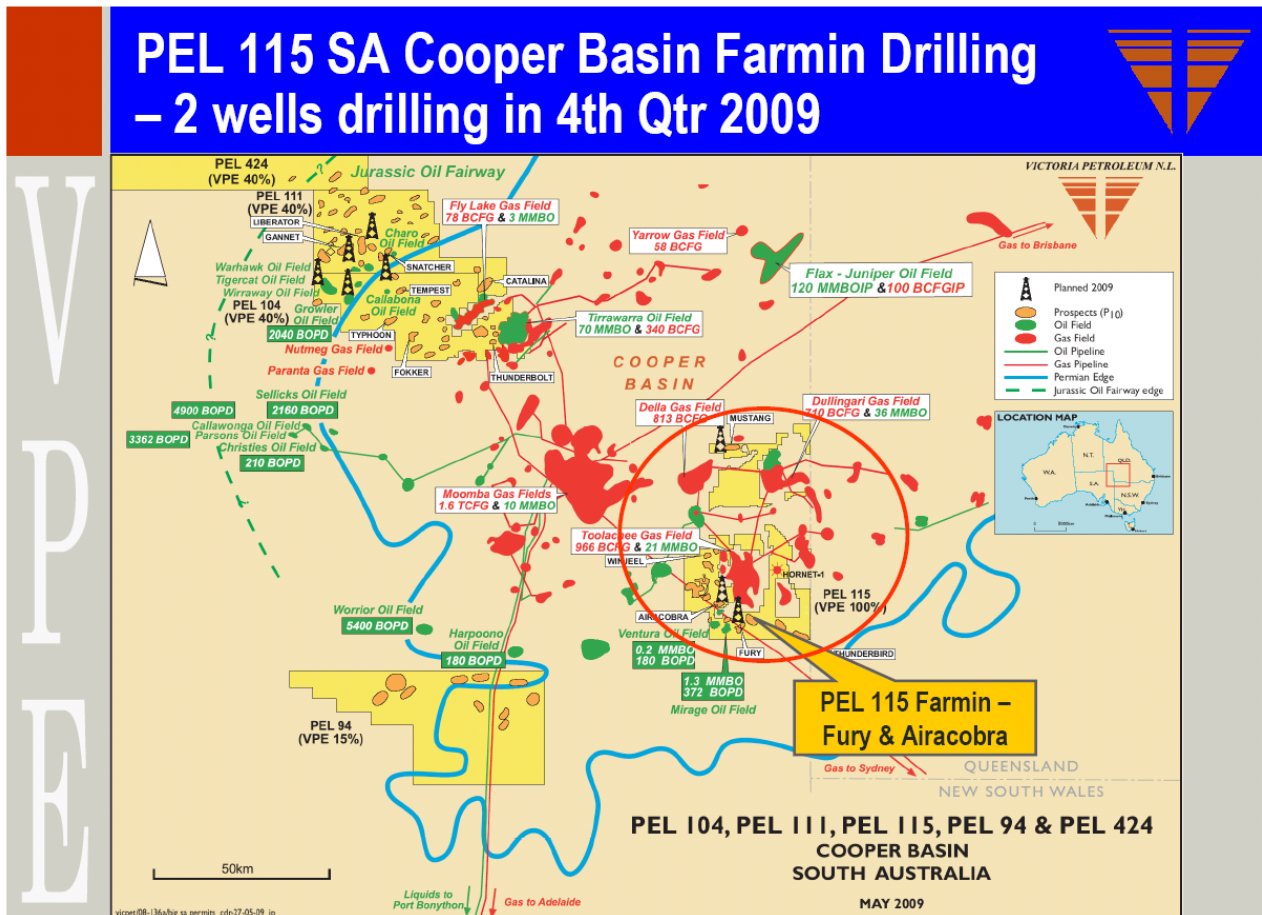 PEL 115 SA Cooper Basin Farmin Drilling
– 2 wells drilling in 4th Qtr 2009
VPE
VICTORIA PETROLEUM N.L.
PEL 424
(VPE 40%)
Jurassic Oil Fairway
PEL 111
(VPE 40%)
LIBERATOR
GANNET
Charo
Oil Field
Fly Lake Gas Field
78 BCFG & 3 MMBO
Yarrow Gas Field
58 BCFG
Gas to Brisbane
Flax - Juniper Oil Field
120 MMBOIP &100 BCFGIP
Warhawk Oil Field
Tigercat Oil Field
Wirraway Oil Field
SNATCHER
TEMPEST
CATALINA
PEL 104
(VPE 40%)
Growler
Oil Field
2040 BOPD
Callabona
Oil Field
TYPHOON
Tirrawarra Oil Field
70 MMBO & 340 BCFG
Nutmeg Gas Field
Paranta Gas Field
FOKKER
THUNDERBOLT
COOPER
BASIN
Planned 2009
Prospects (P10)
Oil Field
Gas Field
Oil Pipeline
Gas Pipeline
Permian Edge
Jurassic Oil Fairway edge
Sellicks Oil Field
4900 BOPD
2160 BOPD
Callawonga Oil Field
Parsons Oil Field
3362 BOPD
Christies Oil Field
210 BOPD
Della Gas Field
813 BCFG
MUSTANG
Dullingari Gas Field
710 BCFG & 36 MMBO
LOCATION MAP
W.A.
N.T.
QLD.
S.A.
N.S.W.
Moomba Gas Fields
1.6 TCFG & 10 MMBO
Toolachee Gas Field
966 BCFG & 21 MMBO
WINJEEL
HORNET-1
PEL 115
(VPE 100%)
AIRACOBRA
Worrior Oil Field
5400 BOPD
Harpoono
Oil Field
180 BOPD
Ventura Oil Field
0.2 MMBO
180 BOPD
FURY
THUNDERBIRD
1.3 MMBO
372 BOPD
Mirage Oil Field
PEL 115 Farmin –
Fury & Airacobra
PEL 94
(VPE 15%)
Gas to Sydney
QUEENSLAND
NEW SOUTH WALES
PEL 104, PEL 111, PEL 115, PEL 94 & PEL 424
COOPER BASIN
SOUTH AUSTRALIA
MAY 2009
50km
Liquids to
Port Bonython
Gas to Adelaide